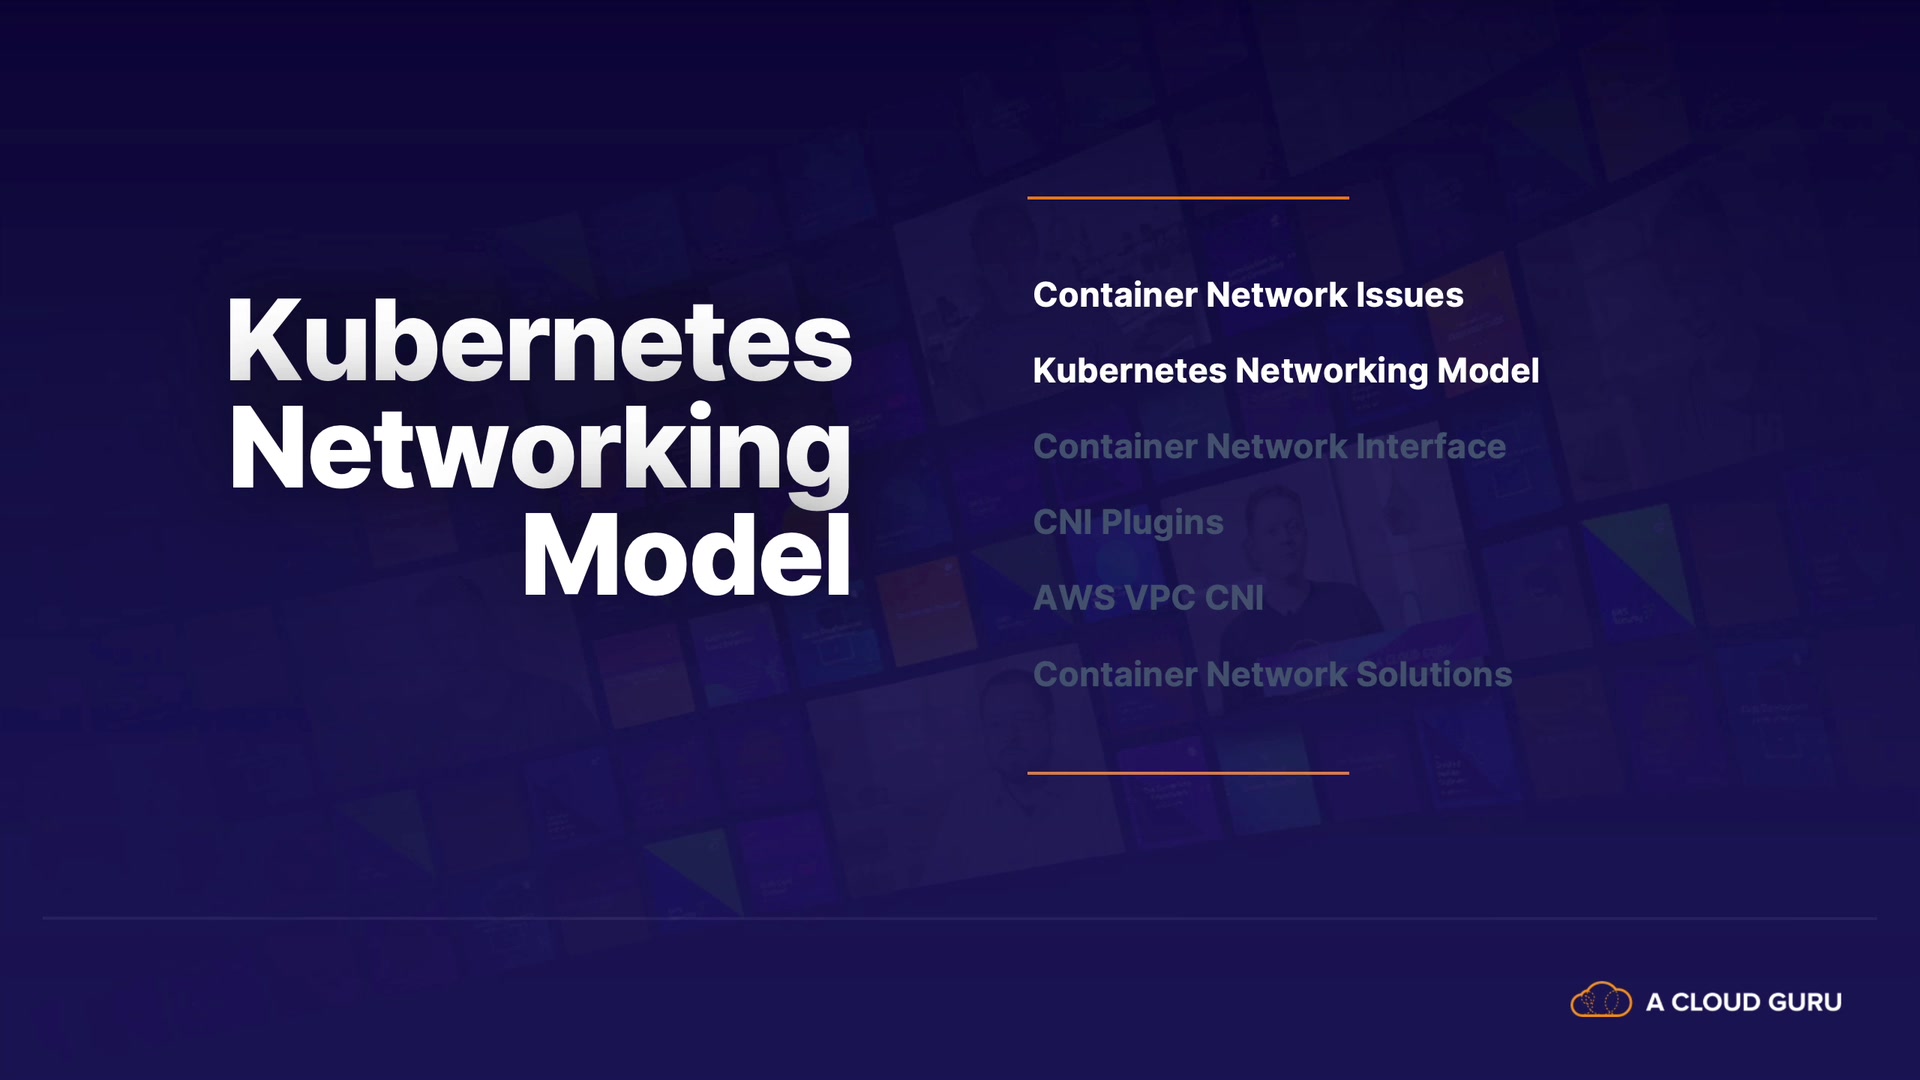 Kubernetes
Networking
Model
Container Network Issues
Kubernetes Networking Model
Container Network Interface
CNI Plugins
AWS VPC CNI
Container Network Solutions
A CLOUD GURU